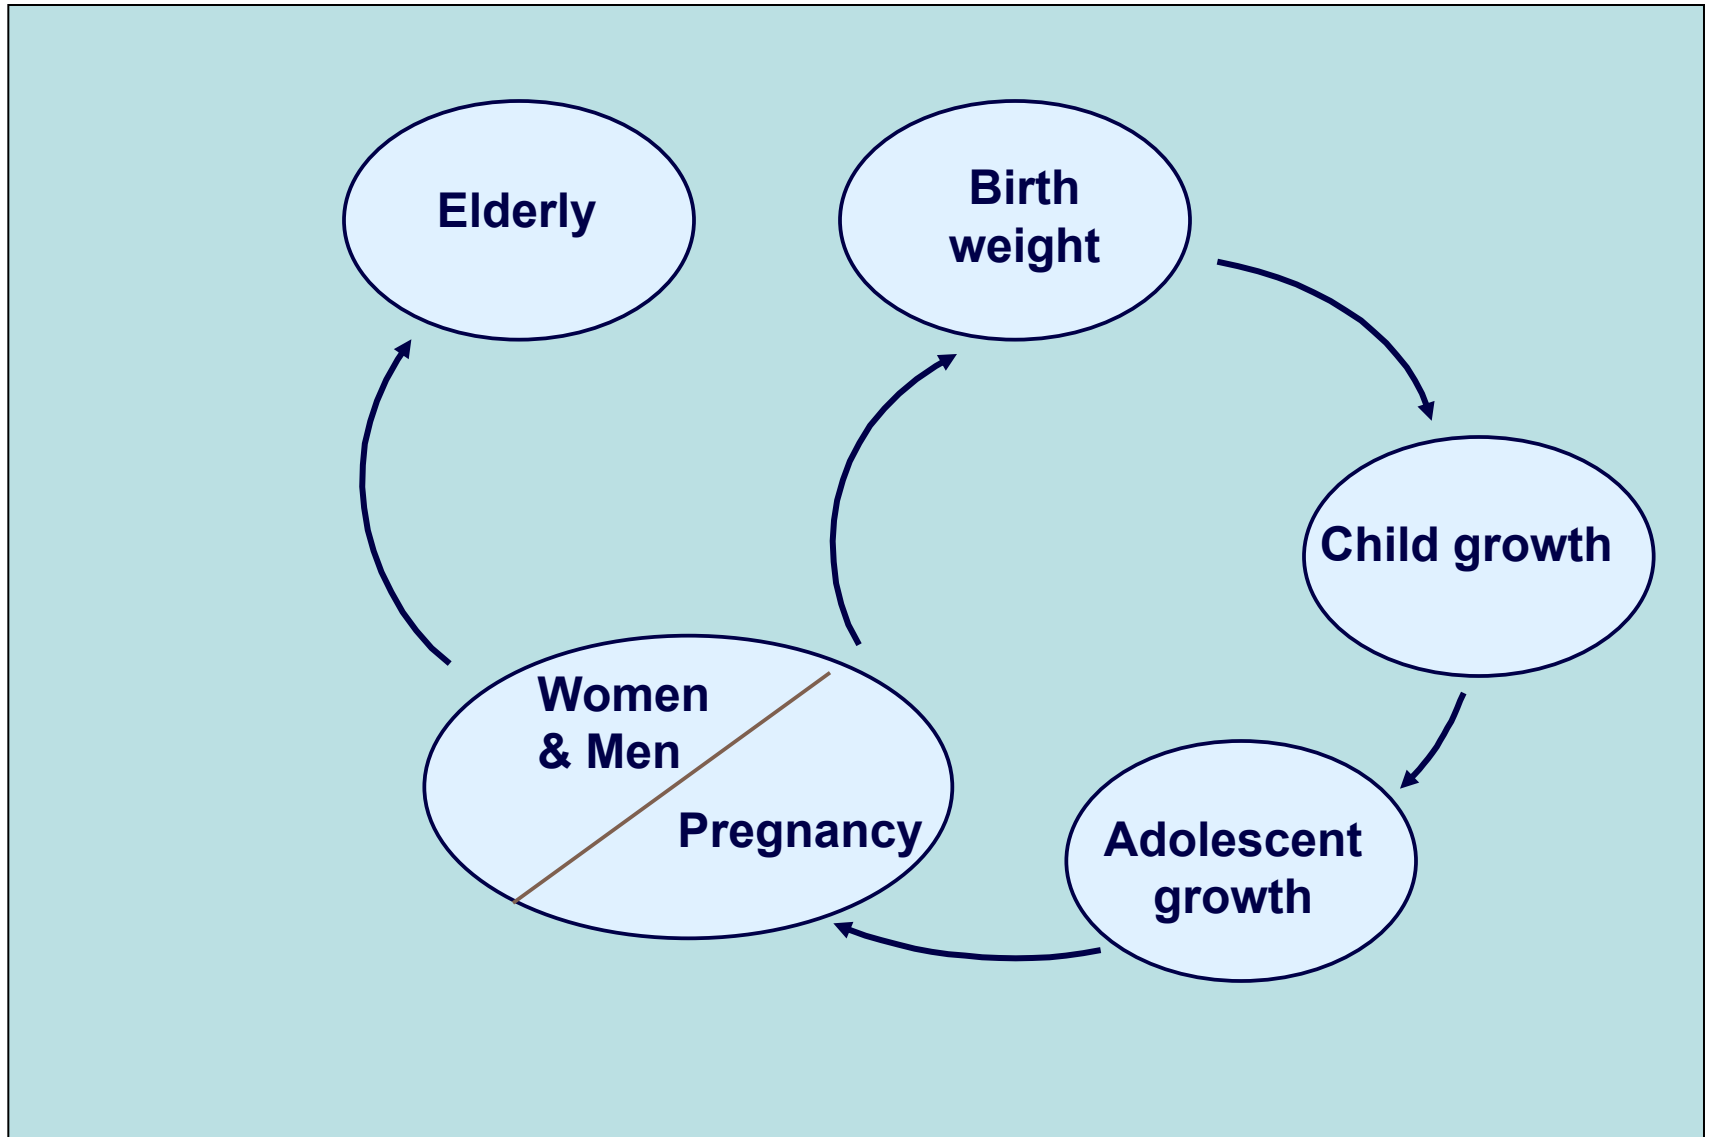 Elderly
Birth
weight
Child growth
Women
& Men
Pregnancy
Adolescent
growth